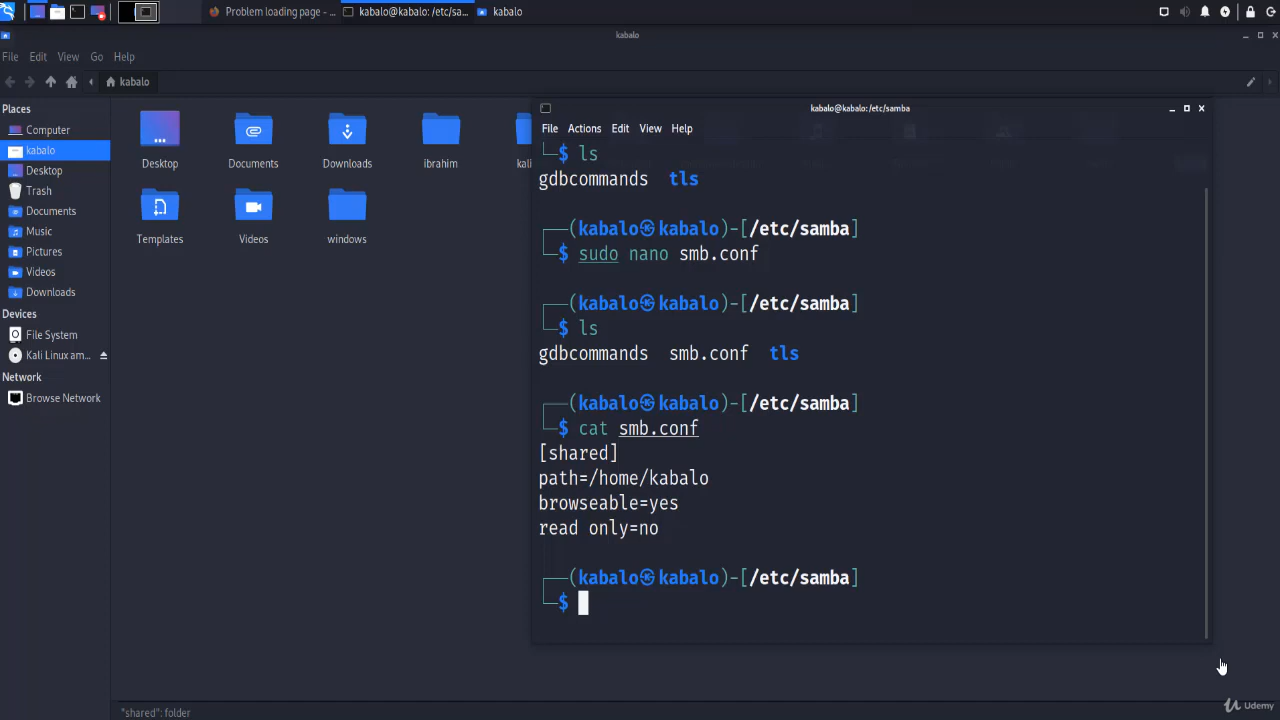 Problem loading page - ...
kabalo@kabalo: /etc/sa...
kabalo
kabalo
File Edit View Go Help
kabalo
Places
Computer
kabalo
Desktop
Trash
Documents
Music
Pictures
Videos
Downloads
Devices
File System
Kali Linux am...
Network
Browse Network
Desktop
Documents
Downloads
ibrahim
kali
Templates
Videos
windows
"shared": folder
kabalo@kabalo: /etc/samba
File Actions Edit View Help
└─$ ls
gdbcommands tls
┌──(kabalo㉿kabalo)-[/etc/samba]
└─$ sudo nano smb.conf
┌──(kabalo㉿kabalo)-[/etc/samba]
└─$ ls
gdbcommands smb.conf tls
┌──(kabalo㉿kabalo)-[/etc/samba]
└─$ cat smb.conf
[shared]
path=/home/kabalo
browseable=yes
read only=no
┌──(kabalo㉿kabalo)-[/etc/samba]
└─$
Udemy